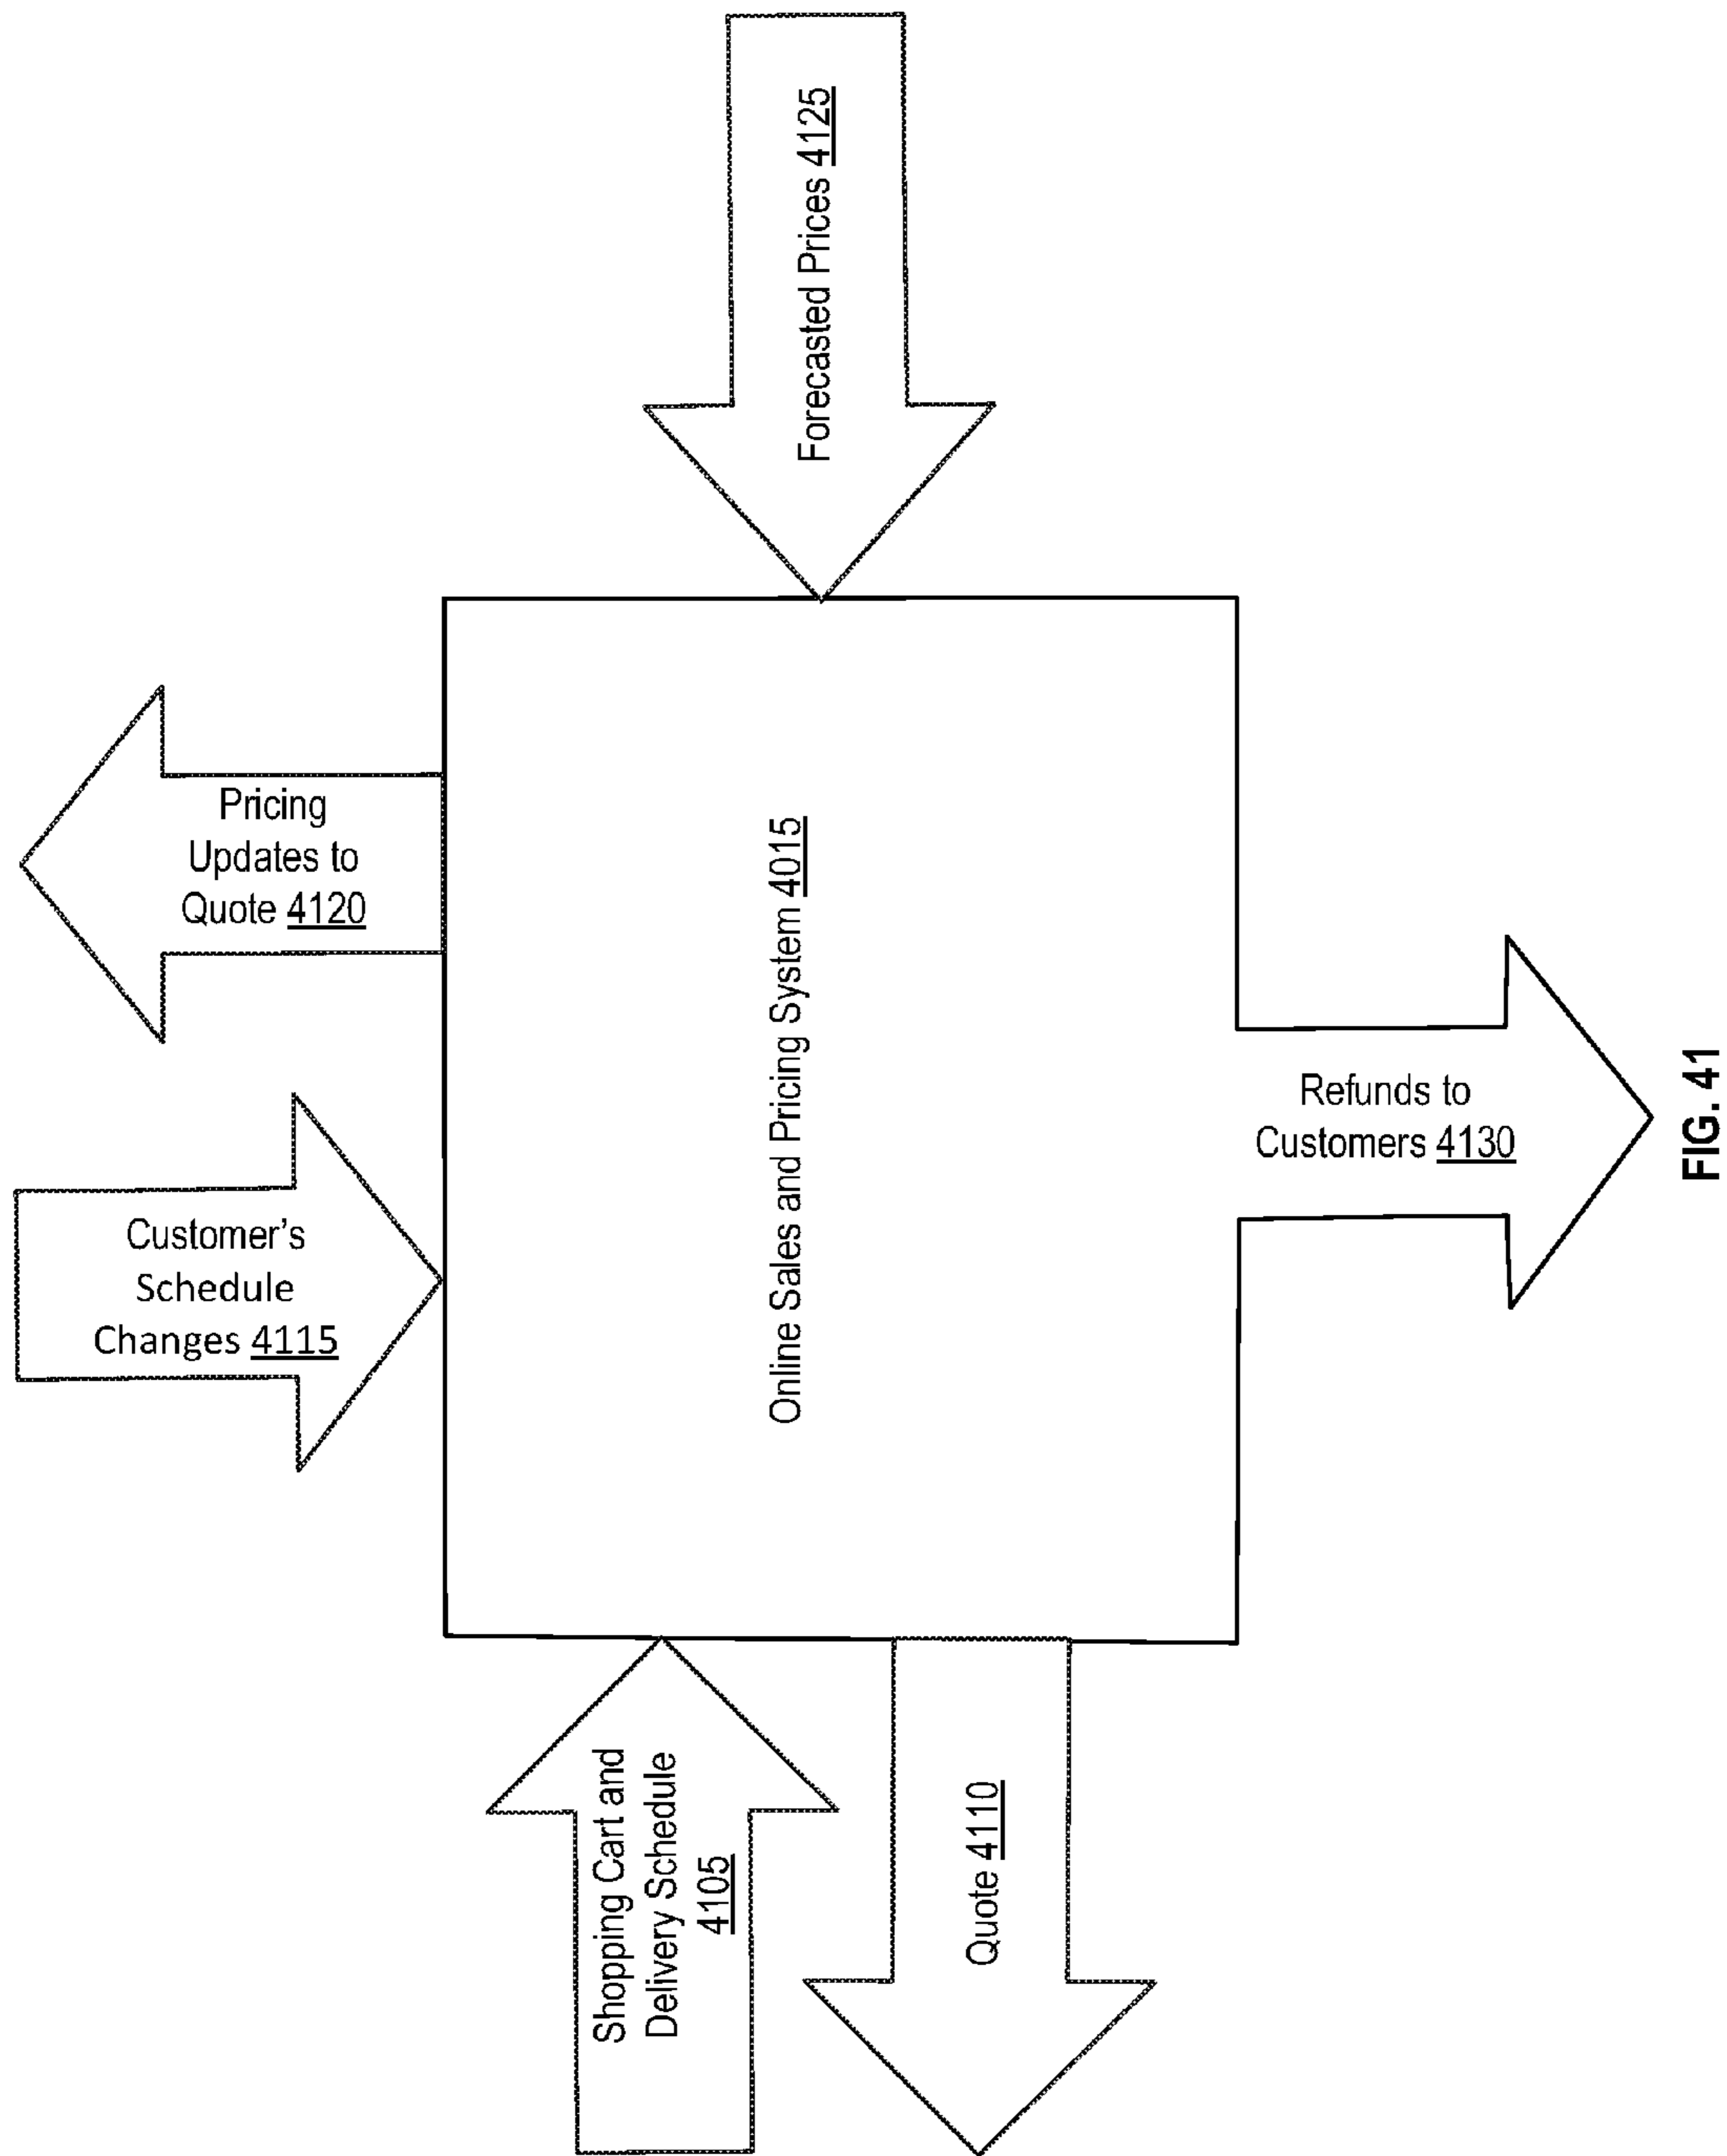 Pricing
Updates to
Quote 4120
Customer’s
Schedule
Changes 4115
Forecasted Prices 4125
Online Sales and Pricing System 4015
Shopping Cart and
Delivery Schedule
4105
Quote 4110
Refunds to
Customers 4130
FIG. 41